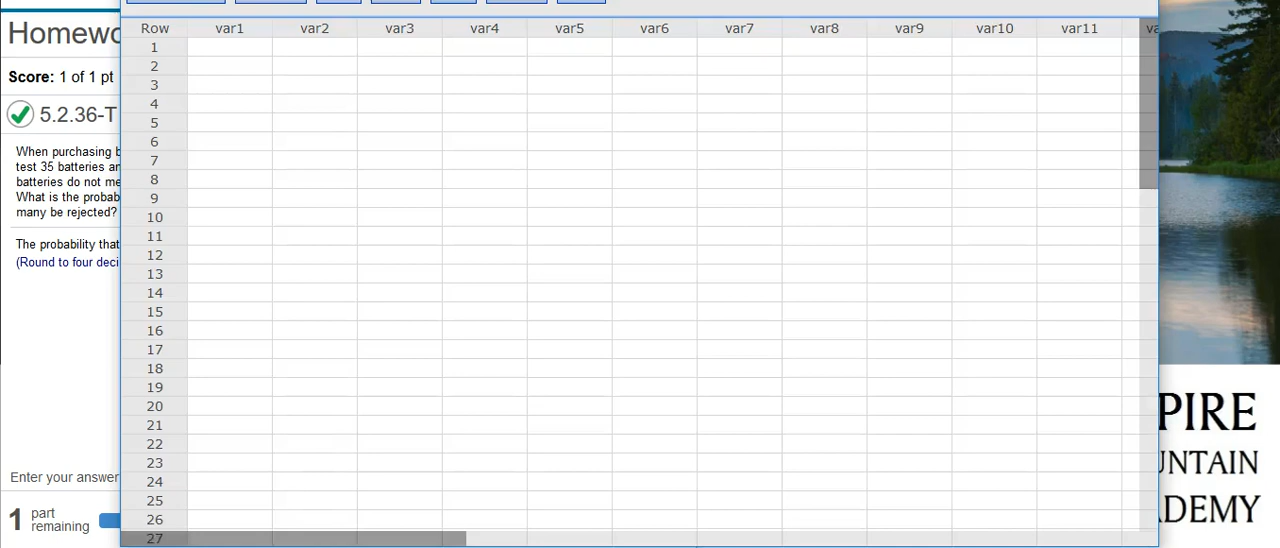 Homewo
Score: 1 of 1 pt
5.2.36-T
When purchasing b
test 35 batteries an
batteries do not me
What is the probab
many be rejected?
The probability that
(Round to four deci
Enter your answer
1 part
remaining
Row var1 var2 var3 var4 var5 var6 var7 var8 var9 var10 var11 va
1
2
3
4
5
6
7
8
9
10
11
12
13
14
15
16
17
18
19
20
21
22
23
24
25
26
27
PIRE
UNTAIN
ADEMY